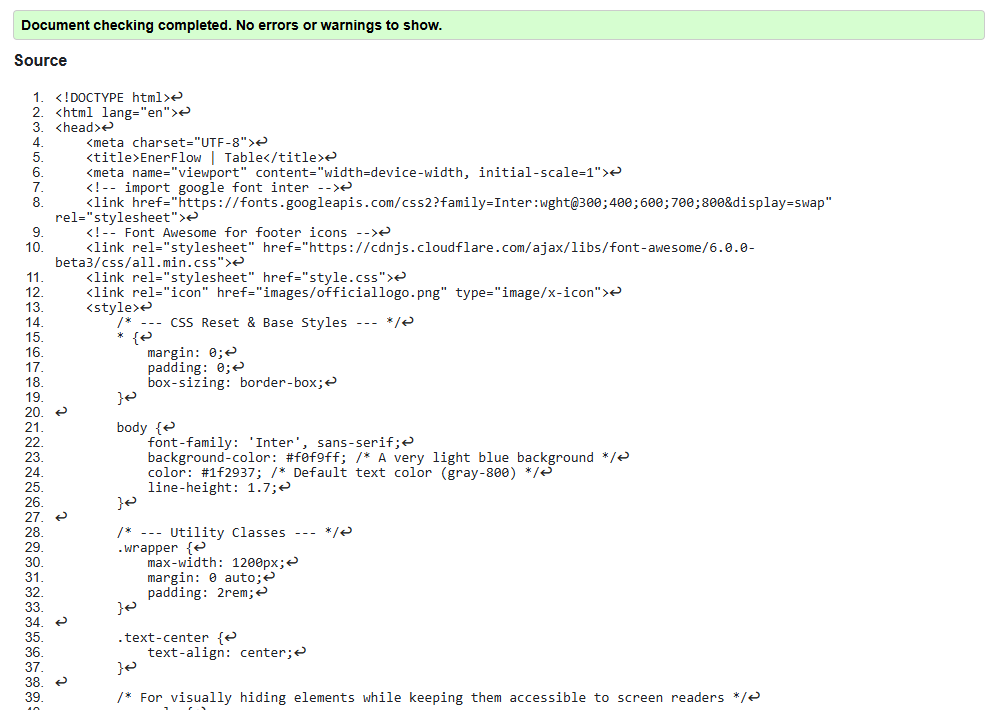 Document checking completed. No errors or warnings to show.
Source
1. <!DOCTYPE html>↩
2. <html lang="en">↩
3. <head>↩
4.     <meta charset="UTF-8">↩
5.     <title>EnerFlow | Table</title>↩
6.     <meta name="viewport" content="width=device-width, initial-scale=1">↩
7.     <!-- import google font inter -->↩
8.     <link href="https://fonts.googleapis.com/css2?family=Inter:wght@300;400;600;700;800&display=swap"
rel="stylesheet">↩
9.     <!-- Font Awesome for footer icons -->↩
10.     <link rel="stylesheet" href="https://cdnjs.cloudflare.com/ajax/libs/font-awesome/6.0.0-
beta3/css/all.min.css">↩
11.     <link rel="stylesheet" href="style.css">↩
12.     <link rel="icon" href="images/officiallogo.png" type="image/x-icon">↩
13.     <style>↩
14.         /* --- CSS Reset & Base Styles --- */↩
15.         * {↩
16.             margin: 0;↩
17.             padding: 0;↩
18.             box-sizing: border-box;↩
19.         }↩
20. ↩
21.         body {↩
22.             font-family: 'Inter', sans-serif;↩
23.             background-color: #f0f9ff; /* A very light blue background */↩
24.             color: #1f2937; /* Default text color (gray-800) */↩
25.             line-height: 1.7;↩
26.         }↩
27. ↩
28.         /* --- Utility Classes --- */↩
29.         .wrapper {↩
30.             max-width: 1200px;↩
31.             margin: 0 auto;↩
32.             padding: 2rem;↩
33.         }↩
34. ↩
35.         .text-center {↩
36.             text-align: center;↩
37.         }↩
38. ↩
39.         /* For visually hiding elements while keeping them accessible to screen readers */↩